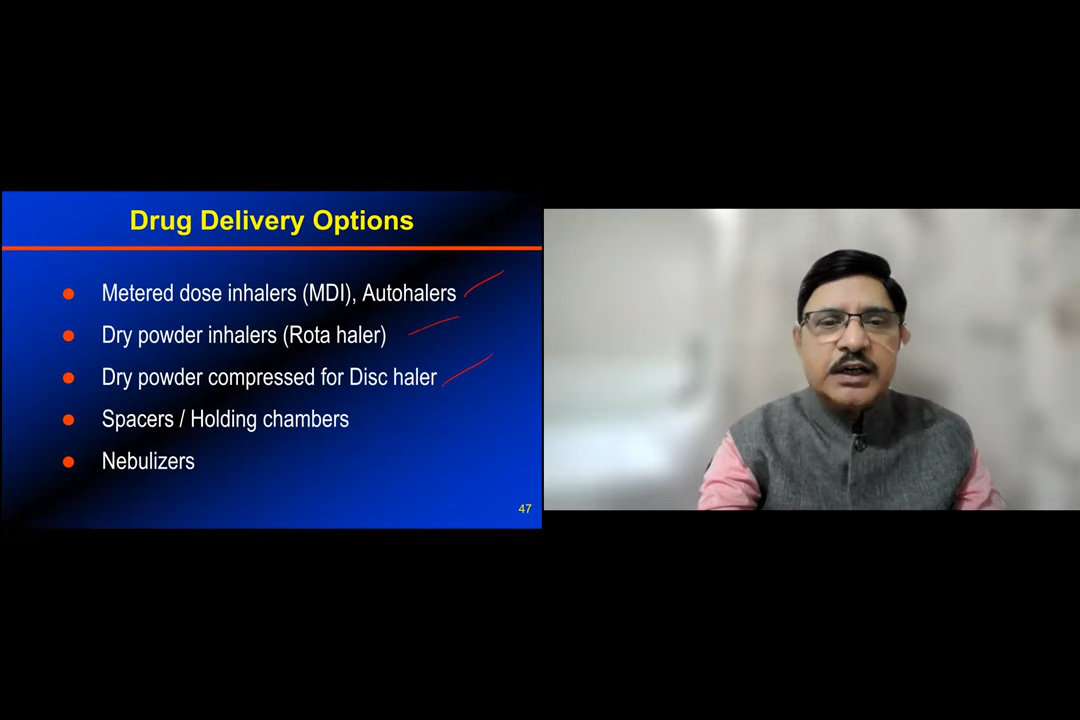 Drug Delivery Options
Metered dose inhalers (MDI), Autohalers
Dry powder inhalers (Rota haler)
Dry powder compressed for Disc haler
Spacers / Holding chambers
Nebulizers
47